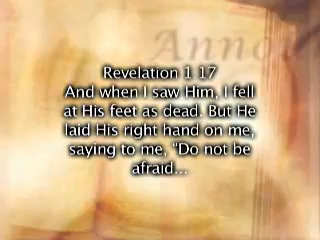 Anno
Revelation 1 17
And when I saw Him, I fell
at His feet as dead. But He
laid His right hand on me,
saying to me, “Do not be
afraid...